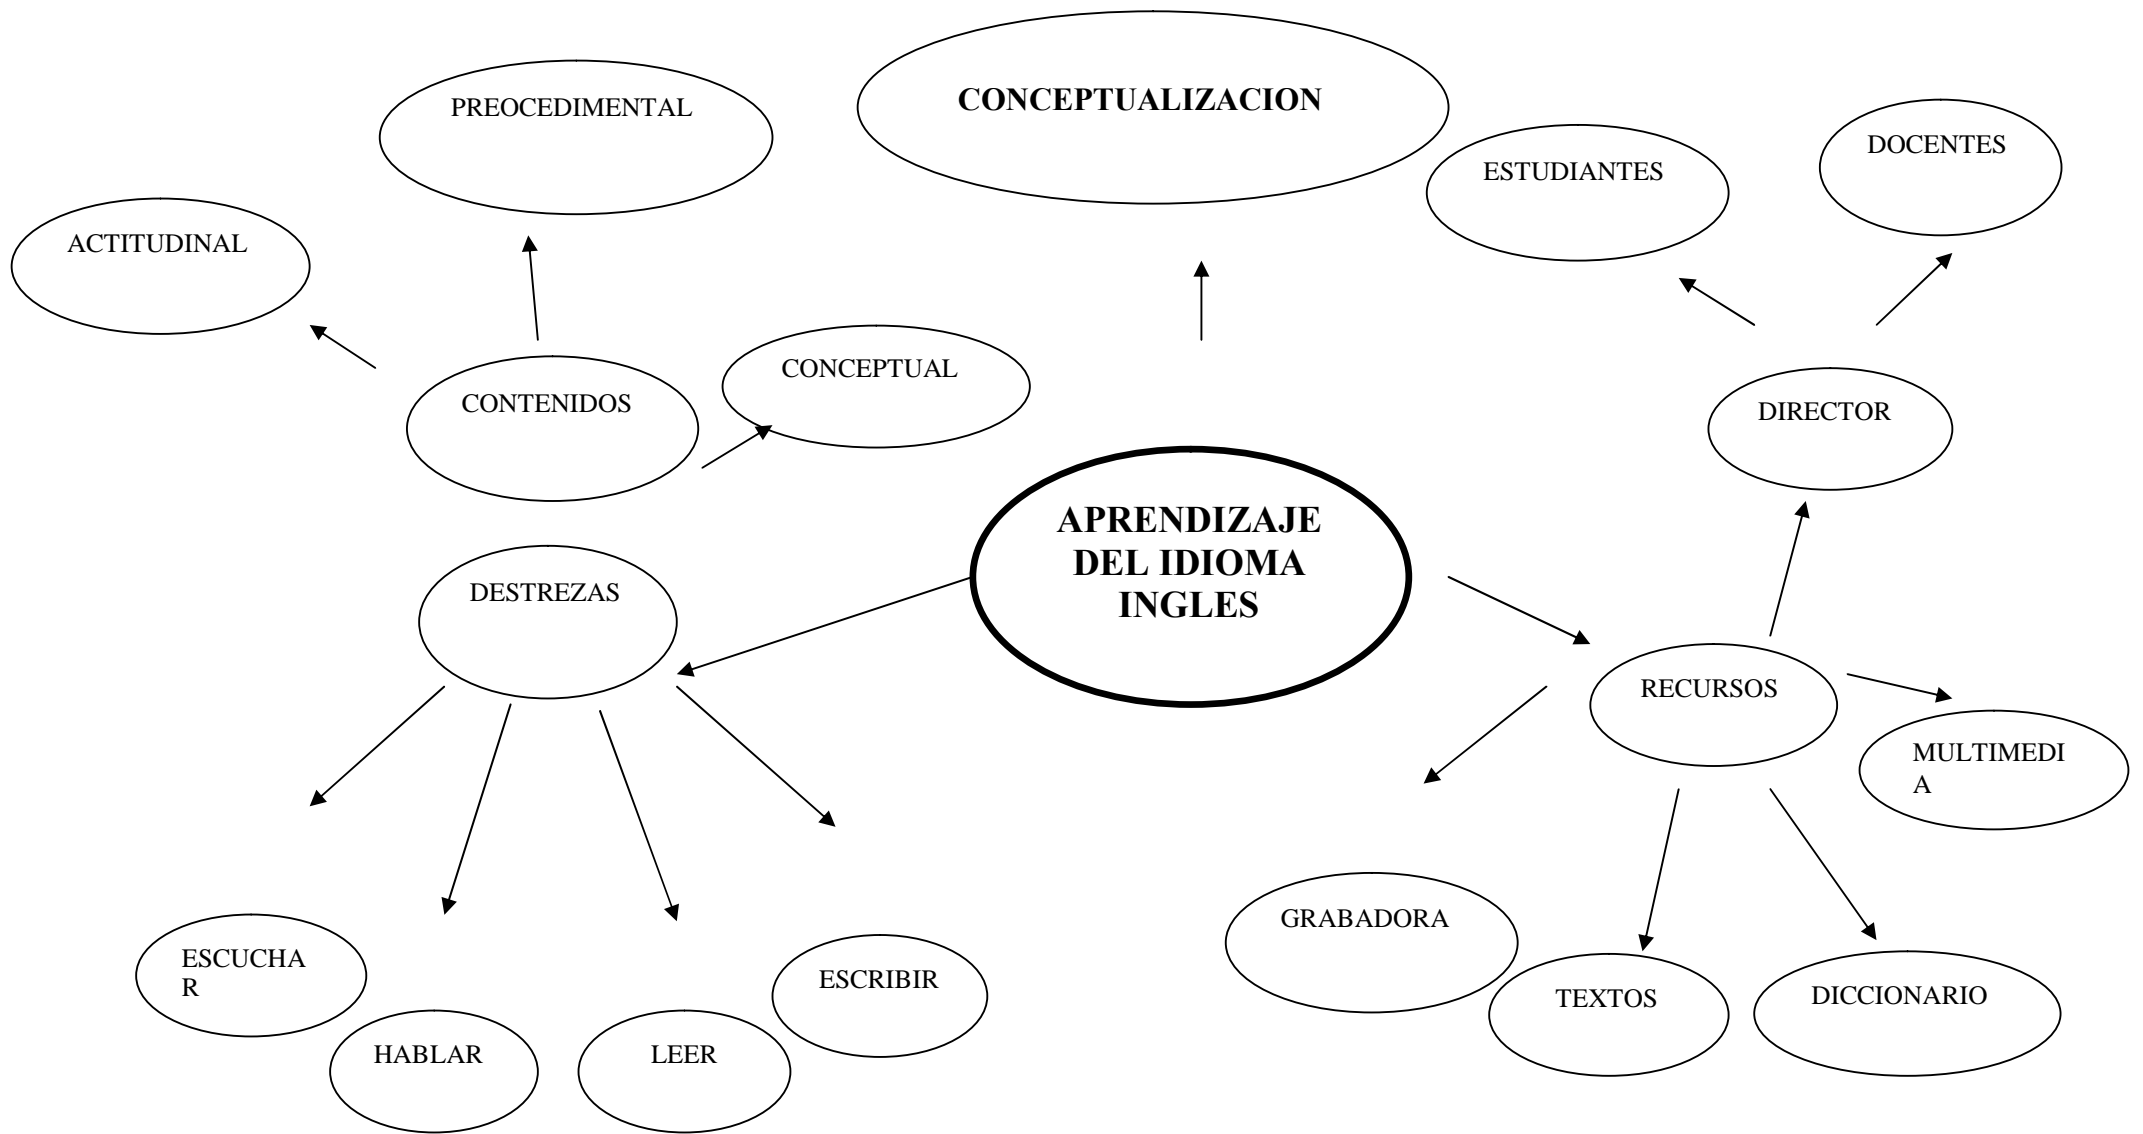 CONCEPTUALIZACION
PREOCEDIMENTAL
DOCENTES
ESTUDIANTES
ACTITUDINAL
CONCEPTUAL
CONTENIDOS
DIRECTOR
APRENDIZAJE
DEL IDIOMA
INGLES
DESTREZAS
RECURSOS
MULTIMEDI
A
GRABADORA
ESCUCHA
R
ESCRIBIR
TEXTOS
DICCIONARIO
HABLAR
LEER